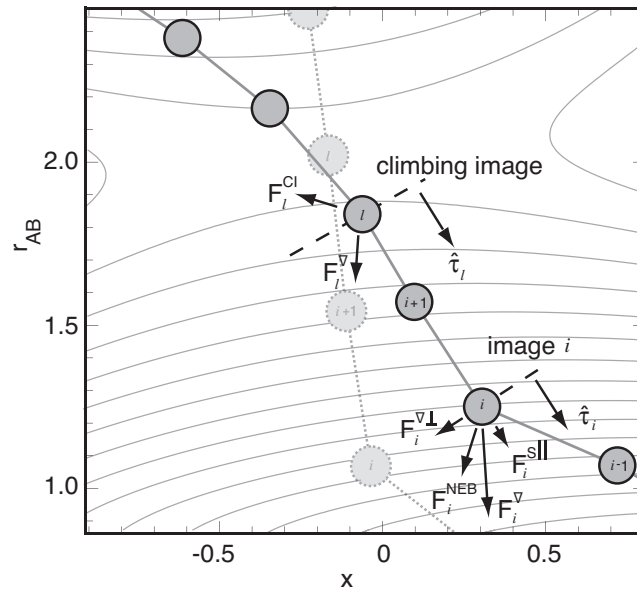 2.0
1.5
1.0
r_AB
-0.5
0
0.5
x
l
climbing image
F_l^CI
l
τ̂_l
F_l^∇
i+1
i+1
image i
i
τ̂_i
F_i^∇⊥
F_i^S||
i
i-1
F_i^NEB
F_i^∇